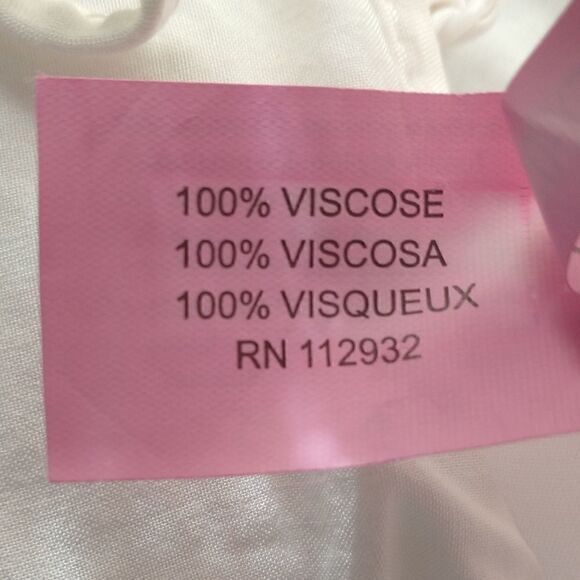 100% VISCOSE
100% VISCOSA
100% VISQUEUX
RN 112932